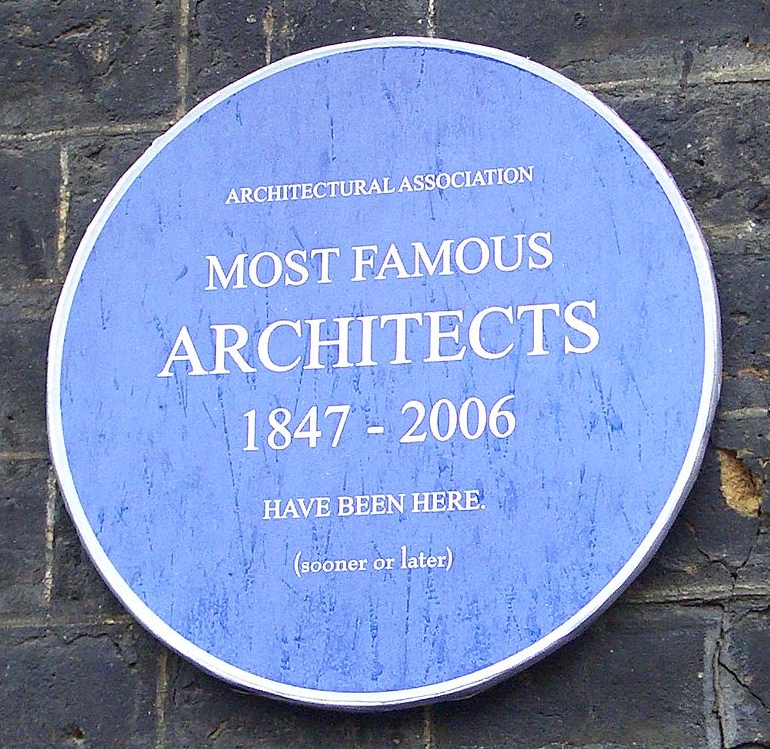 ARCHITECTURAL ASSOCIATION
MOST FAMOUS
ARCHITECTS
1847 - 2006
HAVE BEEN HERE.
(sooner or later)